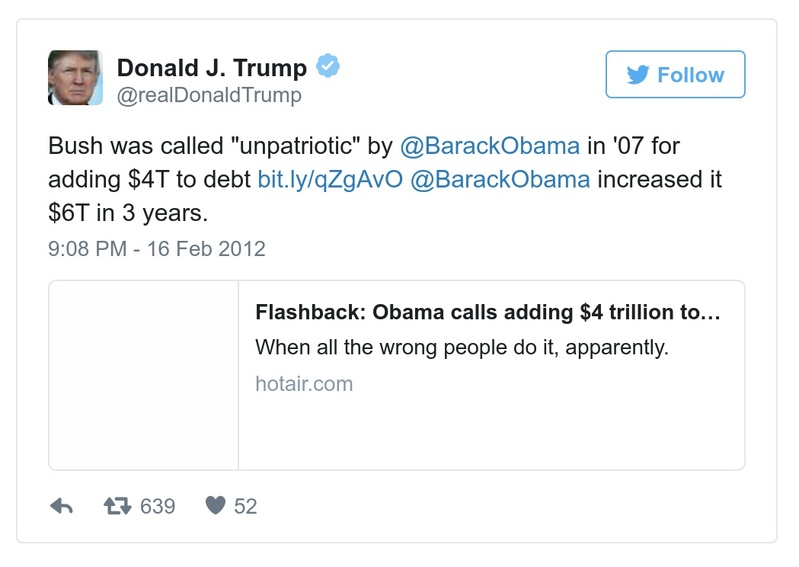 Donald J. Trump
@realDonaldTrump
Follow
Bush was called "unpatriotic" by @BarackObama in '07 for
adding $4T to debt bit.ly/qZgAvO @BarackObama increased it
$6T in 3 years.
9:08 PM - 16 Feb 2012
Flashback: Obama calls adding $4 trillion to…
When all the wrong people do it, apparently.
hotair.com
639
52